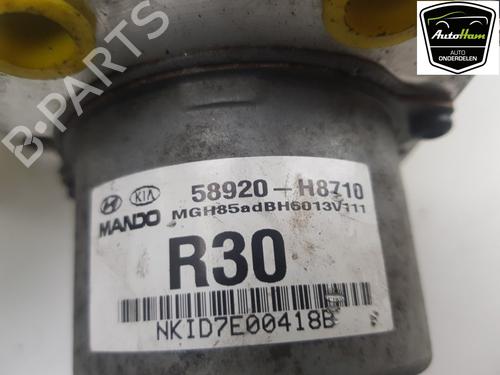 AutoHam
AUTO
ONDERDELEN
B-PARTS
KIA
MANDO
58920-H8710
MGH85adBH6013V111
R30
NKID7E00418B